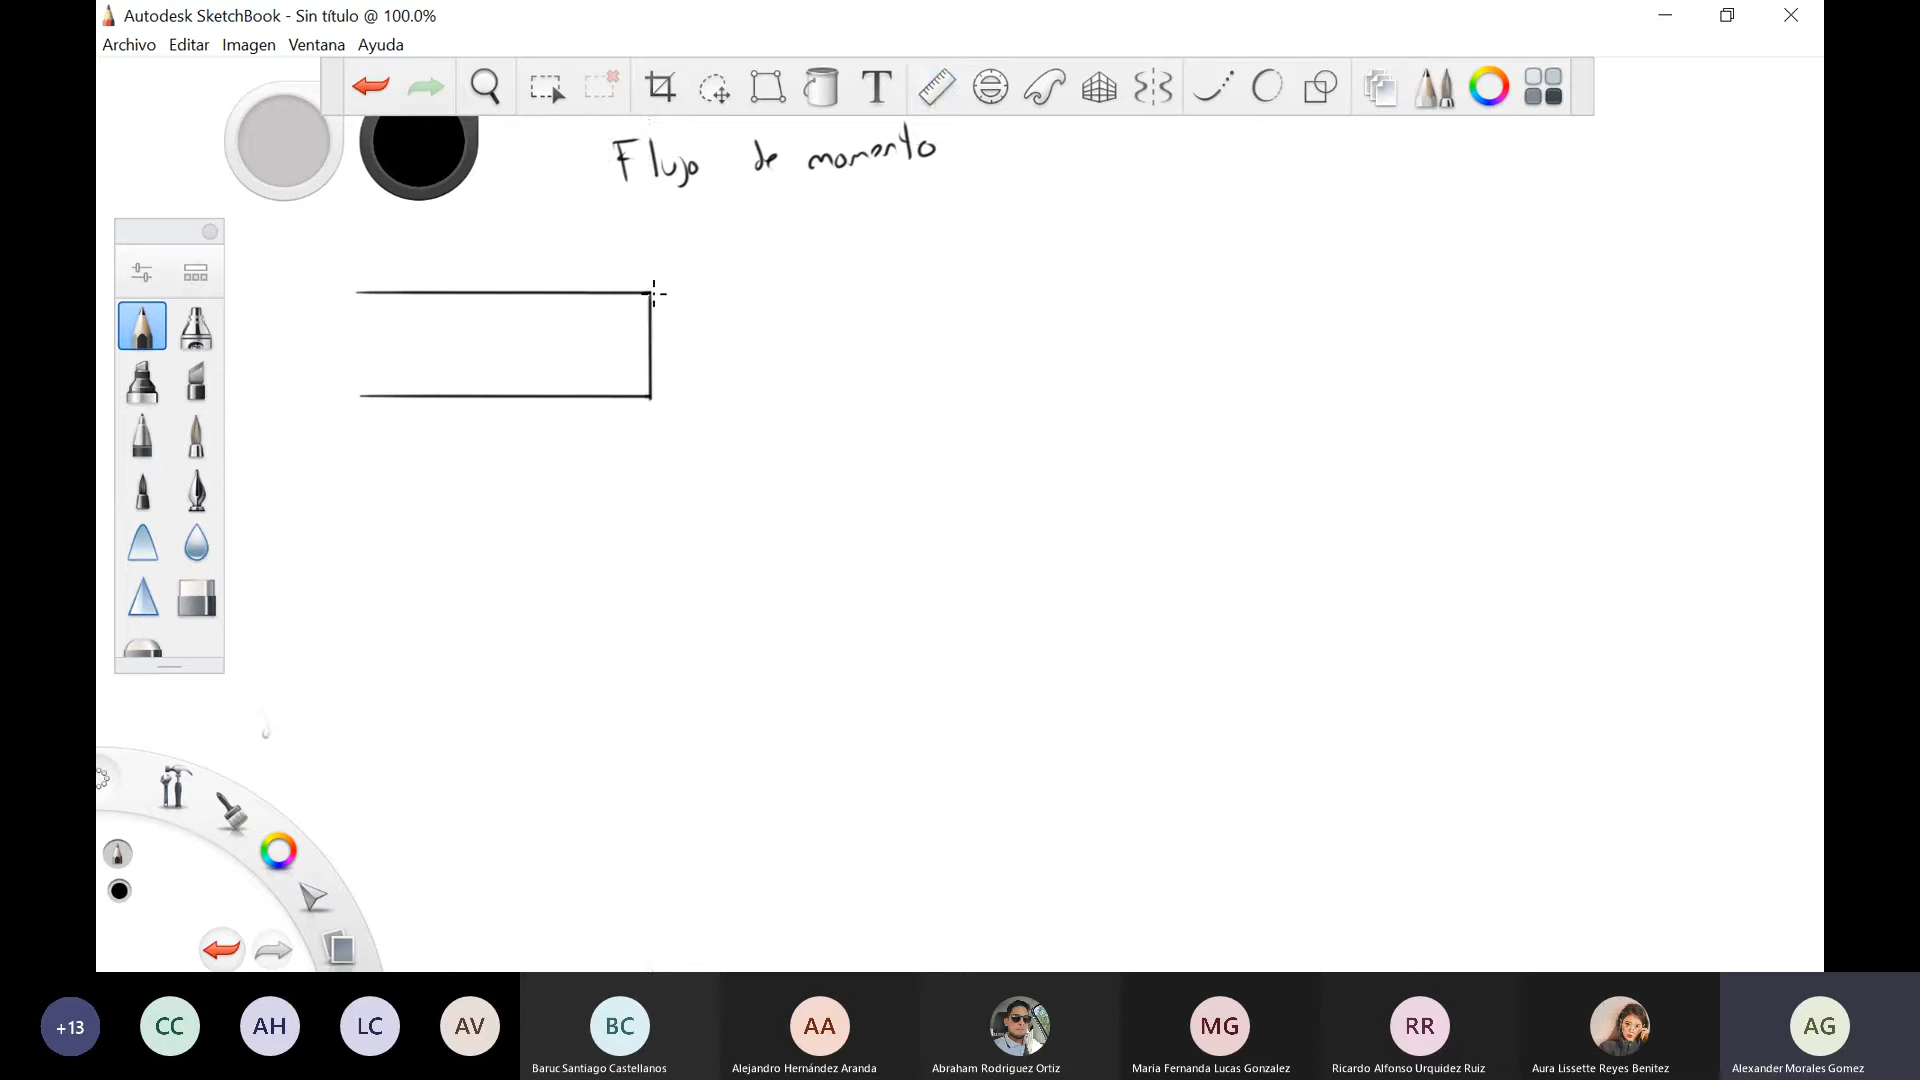 Autodesk SketchBook - Sin título @ 100.0%
Archivo Editar Imagen Ventana Ayuda
T
Flujo de momento
+13
CC
AH
LC
AV
BC
AA
MG
RR
AG
Baruc Santiago Castellanos
Alejandro Hernández Aranda
Abraham Rodriguez Ortiz
Maria Fernanda Lucas Gonzalez
Ricardo Alfonso Urquidez Ruiz
Aura Lissette Reyes Benitez
Alexander Morales Gomez